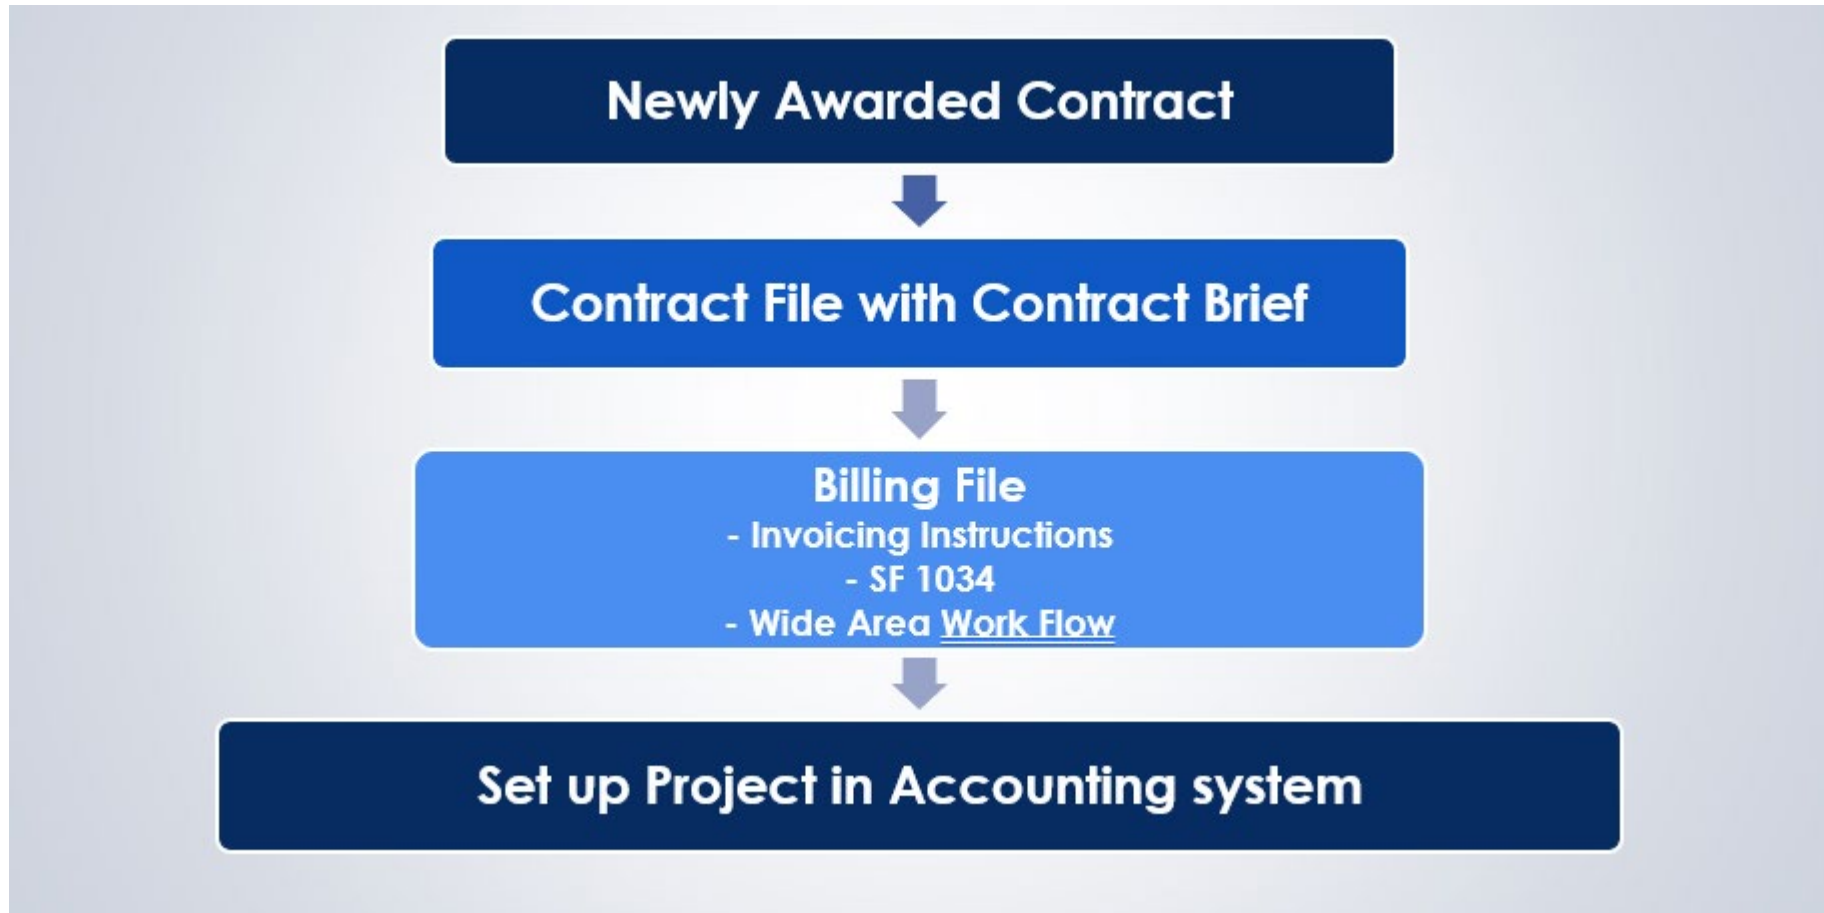 Newly Awarded Contract
Contract File with Contract Brief
Billing File
- Invoicing Instructions
- SF 1034
- Wide Area Work Flow
Set up Project in Accounting system